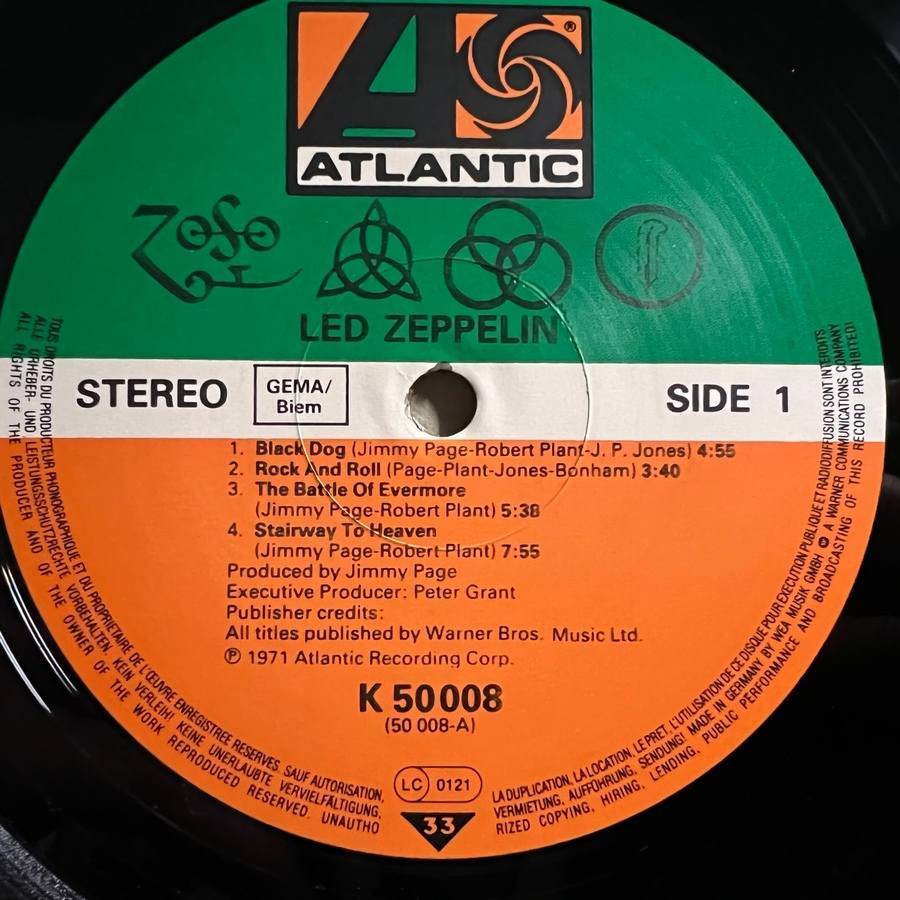 ®
ATLANTIC
ZOSO
LED ZEPPELIN
STEREO
GEMA/
Biem
SIDE 1
1. Black Dog (Jimmy Page-Robert Plant-J. P. Jones) 4:55
2. Rock And Roll (Page-Plant-Jones-Bonham) 3:40
3. The Battle Of Evermore
(Jimmy Page-Robert Plant) 5:38
4. Stairway To Heaven
(Jimmy Page-Robert Plant) 7:55
Produced by Jimmy Page
Executive Producer: Peter Grant
Publisher credits:
All titles published by Warner Bros. Music Ltd.
℗ 1971 Atlantic Recording Corp.
K 50 008
(50 008-A)
LC 0121
33
TOUS DROITS DU PRODUCTEUR PHONOGRAPHIQUE ET DU PROPRIETAIRE DE L'ŒUVRE ENREGISTREE RESERVES SAUF AUTORISATION,
LA DUPLICATION, LA LOCATION, LE PRET, L'UTILISATION DE CE DISQUE POUR EXECUTION PUBLIQUE ET RADIODIFFUSION SONT INTERDITS
ALLE URHEBER- UND LEISTUNGSSCHUTZRECHTE VORBEHALTEN. KEIN VERLEIH! KEINE UNERLAUBTE VERVIELFÄLTIGUNG,
VERMIETUNG, AUFFÜHRUNG, SENDUNG! MADE IN GERMANY BY WEA MUSIK GMBH A WARNER COMMUNICATIONS COMPANY
ALL RIGHTS OF THE PRODUCER AND OF THE OWNER OF THE WORK REPRODUCED RESERVED. UNAUTHO
RIZED COPYING, HIRING, LENDING, PUBLIC PERFORMANCE AND BROADCASTING OF THIS RECORD PROHIBITED!